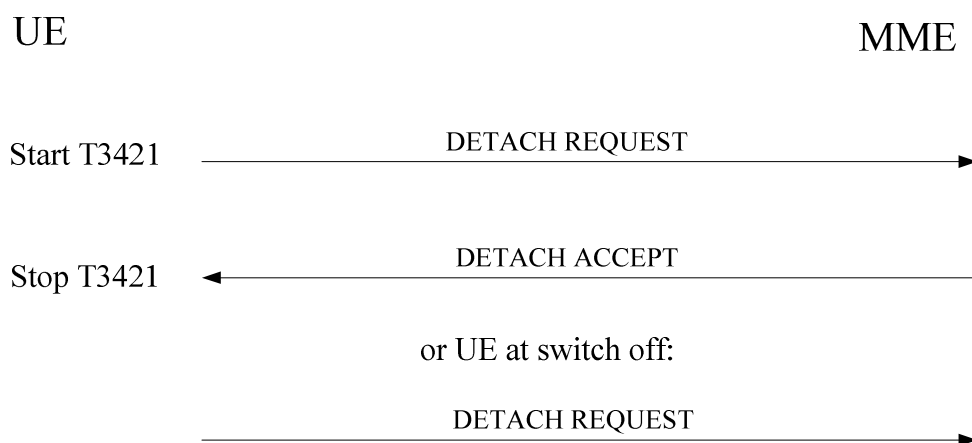 UE
MME
Start T3421
DETACH REQUEST
Stop T3421
DETACH ACCEPT
or UE at switch off:
DETACH REQUEST